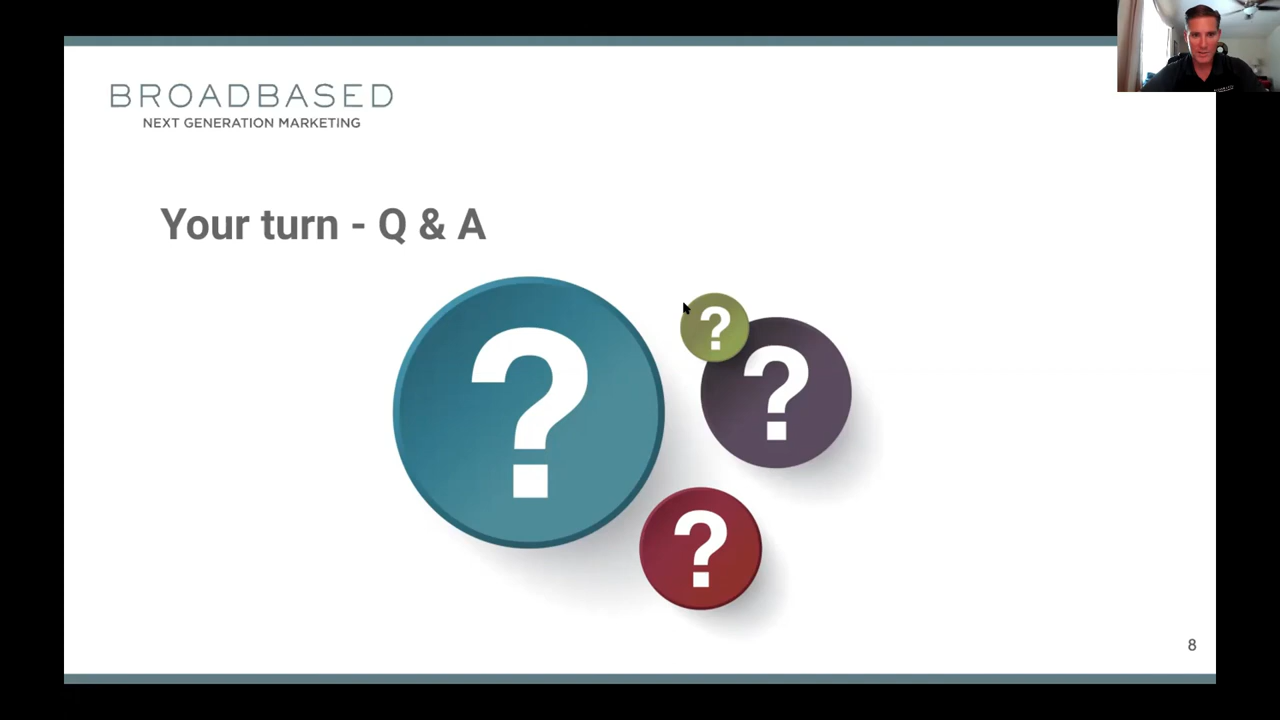 BROADBASED
NEXT GENERATION MARKETING
Your turn - Q & A
?
?
?
?
8